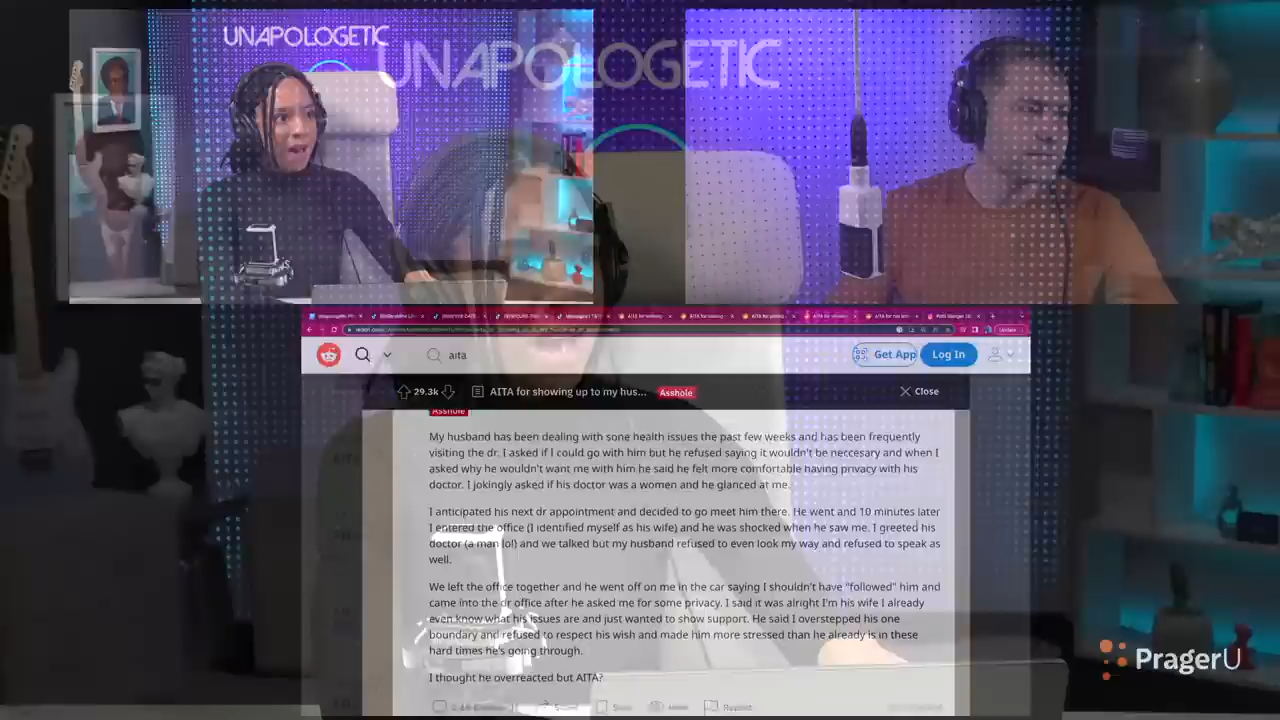 UNAPOLOGETIC
UNAPOLOGETIC
aita
Get App
Log In
29.3k
AITA for showing up to my hus...
Asshole
Close
Asshole
My husband has been dealing with sone health issues the past few weeks and has been frequently
visiting the dr. I asked if I could go with him but he refused saying it wouldn't be neccesary and when I
asked why he wouldn't want me with him he said he felt more comfortable having privacy with his
doctor. I jokingly asked if his doctor was a women and he glanced at me.
I anticipated his next dr appointment and decided to go meet him there. He went and 10 minutes later
I entered the office (I identified myself as his wife) and he was shocked when he saw me. I greeted his
doctor (a man lol) and we talked but my husband refused to even look my way and refused to speak as
well.
We left the office together and he went off on me in the car saying I shouldn't have "followed" him and
came into the dr office after he asked me for some privacy. I said it was alright I'm his wife I already
even know what his issues are and just wanted to show support. He said I overstepped his one
boundary and refused to respect his wish and made him more stressed than he already is in these
hard times he's going through.
I thought he overreacted but AITA?
PragerU